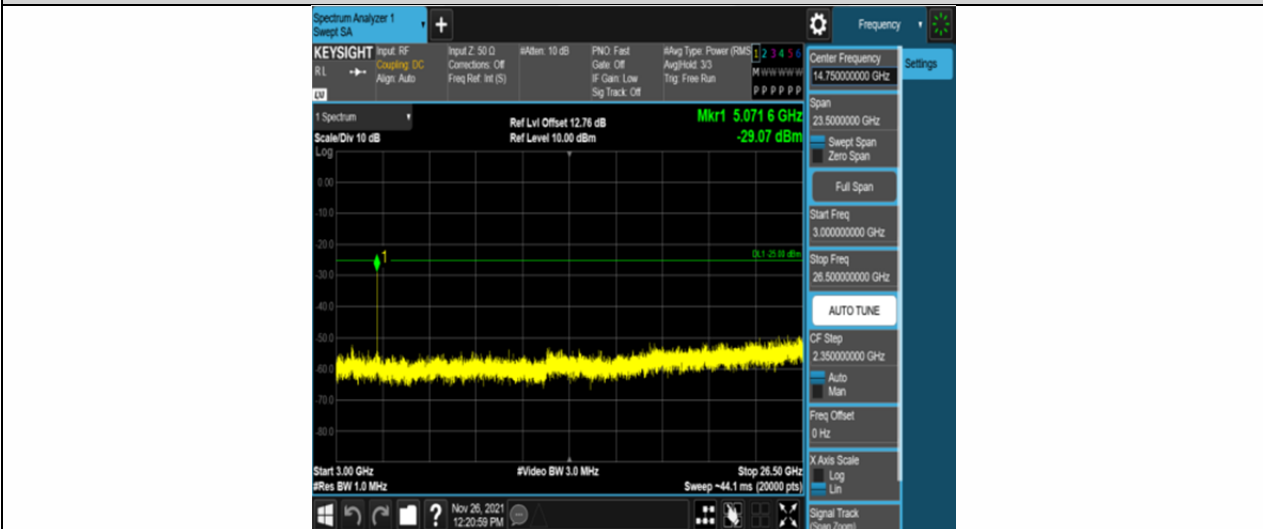 Spectrum Analyzer 1
Swept SA
+
Frequency
KEYSIGHT
RL
LXI
Input: RF
Coupling: DC
Align: Auto
Input Z: 50 Ω
Corrections: Off
Freq Ref: Int (S)
#Atten: 10 dB
PNO: Fast
Gate: Off
IF Gain: Low
Sig Track: Off
#Avg Type: Power (RMS
Avg|Hold: 3/3
Trig: Free Run
1 2 3 4 5 6
M W W W W W
P P P P P P
Center Frequency
14.750000000 GHz
Settings
Span
23.5000000 GHz
Swept Span
Zero Span
Full Span
Start Freq
3.000000000 GHz
Stop Freq
26.500000000 GHz
AUTO TUNE
CF Step
2.350000000 GHz
Auto
Man
Freq Offset
0 Hz
X Axis Scale
Log
Lin
Signal Track
(Span Zoom)
1 Spectrum
Scale/Div 10 dB
Log
Ref Lvl Offset 12.76 dB
Ref Level 10.00 dBm
Mkr1 5.071 6 GHz
-29.07 dBm
0.00
-10.0
-20.0
-30.0
-40.0
-50.0
-60.0
-70.0
-80.0
1
DL1 -25.00 dBm
Start 3.00 GHz
#Res BW 1.0 MHz
#Video BW 3.0 MHz
Stop 26.50 GHz
Sweep ~44.1 ms (20000 pts)
?
Nov 26, 2021
12:20:59 PM